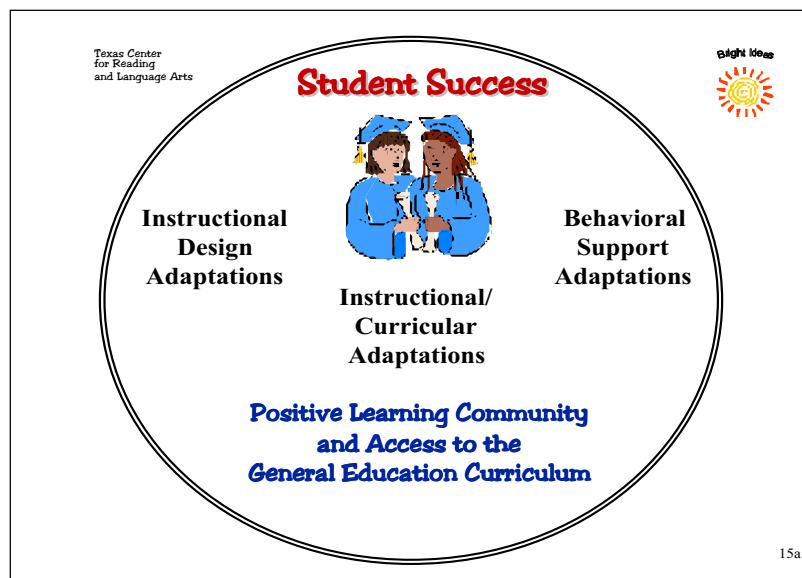 Texas Center
for Reading
and Language Arts
Bright Ideas
Student Success
Instructional
Design
Adaptations
Behavioral
Support
Adaptations
Instructional/
Curricular
Adaptations
Positive Learning Community
and Access to the
General Education Curriculum
15a